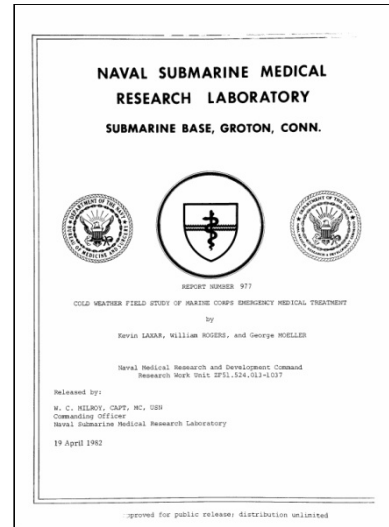 NAVAL SUBMARINE MEDICAL
RESEARCH LABORATORY
SUBMARINE BASE, GROTON, CONN.
REPORT NUMBER 977
COLD WEATHER FIELD STUDY OF MARINE CORPS EMERGENCY MEDICAL TREATMENT
by
Kevin LAXAR, William ROGERS, and George MOELLER
Naval Medical Research and Development Command
Research Work Unit ZF51.524.013-1037
Released by:
W. C. MILROY, CAPT, MC, USN
Commanding Officer
Naval Submarine Medical Research Laboratory
19 April 1982
pproved for public release; distribution unlimited